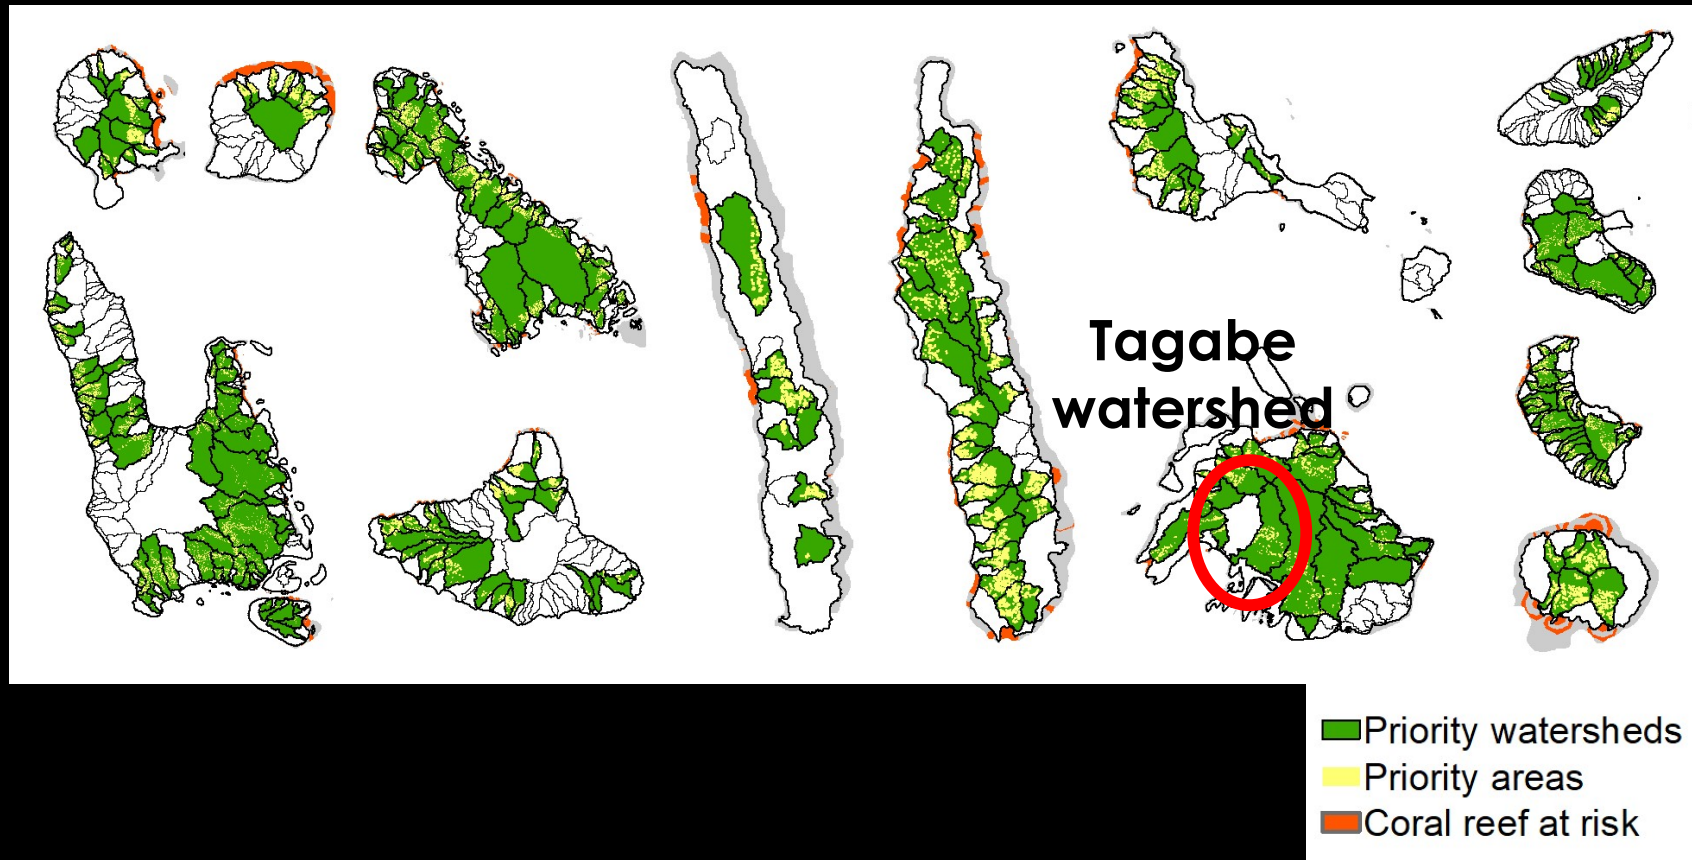 Tagabe
watershed
Priority watersheds
Priority areas
Coral reef at risk